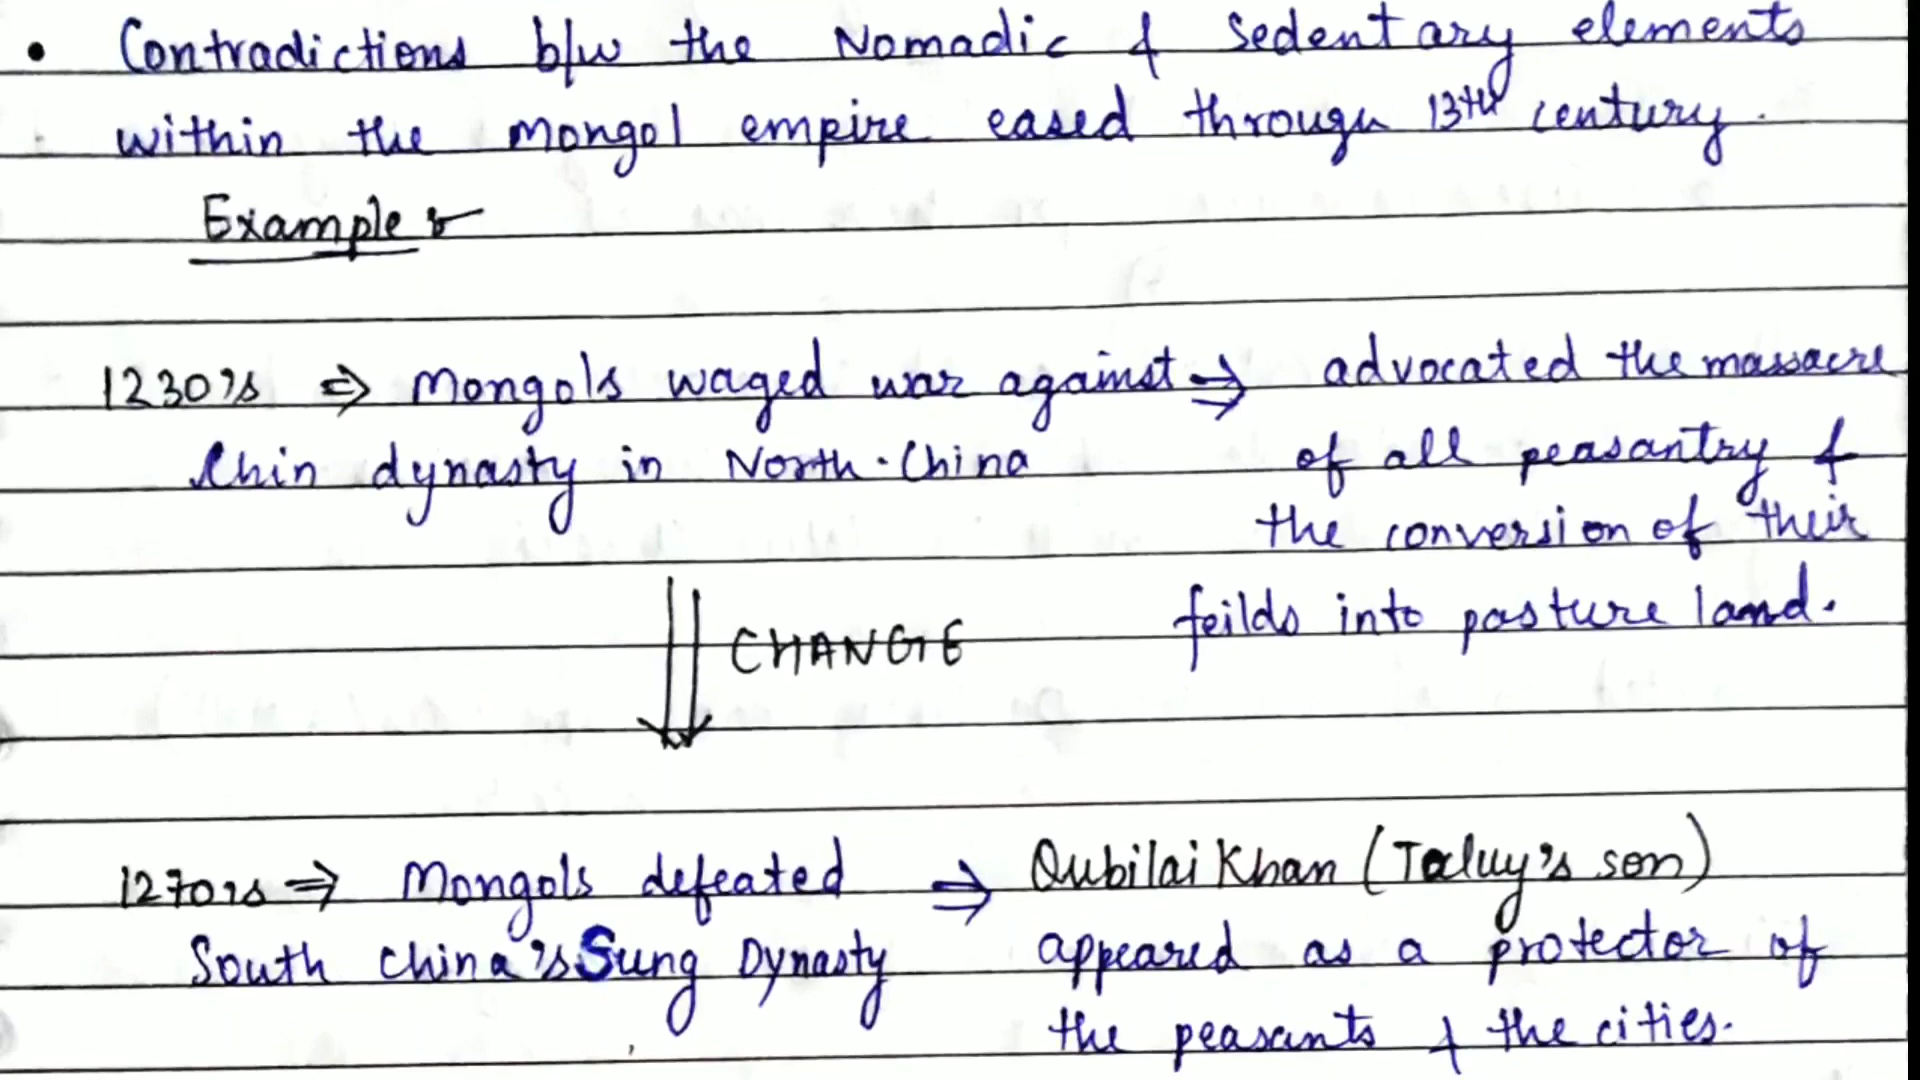 • Contradictions b/w the Nomadic & Sedentary elements
within the Mongol empire eased through 13th century.
Example :-
1230's ⇒ Mongols waged war against ⇒ advocated the massacre
Chin dynasty in North China of all peasantry &
the conversion of their
feilds into pasture land.
CHANGE
1270's ⇒ Mongols defeated ⇒ Qubilai Khan (Toluy's son)
South China's Sung Dynasty appeared as a protector of
the peasants & the cities.